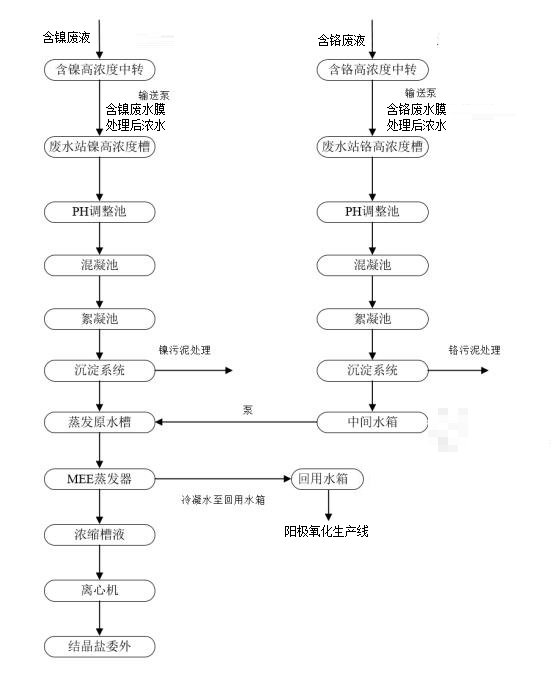 含镍废液
含铬废液
含镍高浓度中转
含铬高浓度中转
输送泵
输送泵
含镍废水膜
处理后浓水
含铬废水膜
处理后浓水
废水站镍高浓度槽
废水站铬高浓度槽
PH调整池
PH调整池
混凝池
混凝池
絮凝池
絮凝池
镍污泥处理
铬污泥处理
沉淀系统
沉淀系统
泵
蒸发原水槽
中间水箱
MEE蒸发器
回用水箱
冷凝水至回用水箱
浓缩槽液
阳极氧化生产线
离心机
结晶盐委外